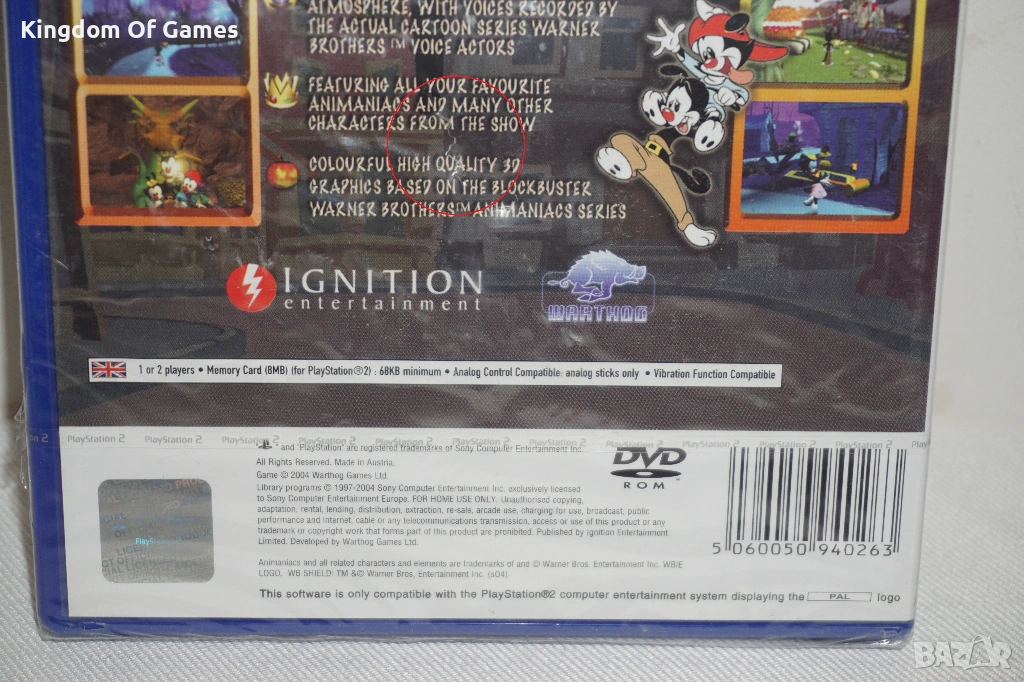 Kingdom Of Games
ATMOSPHERE, WITH VOICES RECORDED BY
THE ACTUAL CARTOON SERIES WARNER
BROTHERS ™ VOICE ACTORS
FEATURING ALL YOUR FAVOURITE
ANIMANIACS AND MANY OTHER
CHARACTERS FROM THE SHOW
COLOURFUL HIGH QUALITY 3D
GRAPHICS BASED ON THE BLOCKBUSTER
WARNER BROTHERS™ ANIMANIACS SERIES
IGNITION
entertainment
WARTHOG
1 or 2 players • Memory Card (8MB) (for PlayStation®2) : 68KB minimum • Analog Control Compatible: analog sticks only • Vibration Function Compatible
PlayStation 2 PlayStation 2 PlayStation 2 PlayStation 2 PlayStation 2 PlayStation 2 PlayStation 2 PlayStation 2 PlayStation 2 PlayStation 2 PlayStation 2
" and "PlayStation" are registered trademarks of Sony Computer Entertainment Inc.
All Rights Reserved. Made in Austria.
Game © 2004 Warthog Games Ltd.
Library programs © 1997-2004 Sony Computer Entertainment Inc. exclusively licensed
to Sony Computer Entertainment Europe. FOR HOME USE ONLY. Unauthorised copying,
adaptation, rental, lending, distribution, extraction, re-sale, arcade use, charging for use, broadcast, public
performance and internet, cable or any telecommunications transmission, access or use of this product or any
trademark or copyright work that forms part of this product are prohibited. Published by Ignition Entertainment
Limited. Developed by Warthog Games Ltd.
Animaniacs and all related characters and elements are trademarks of and © Warner Bros. Entertainment Inc. WBIE
LOGO, WB SHIELD: TM &© Warner Bros. Entertainment Inc. (s04)
This software is only compatible with the PlayStation®2 computer entertainment system displaying the PAL logo
DVD
ROM
5 060050 940263
BAZAR